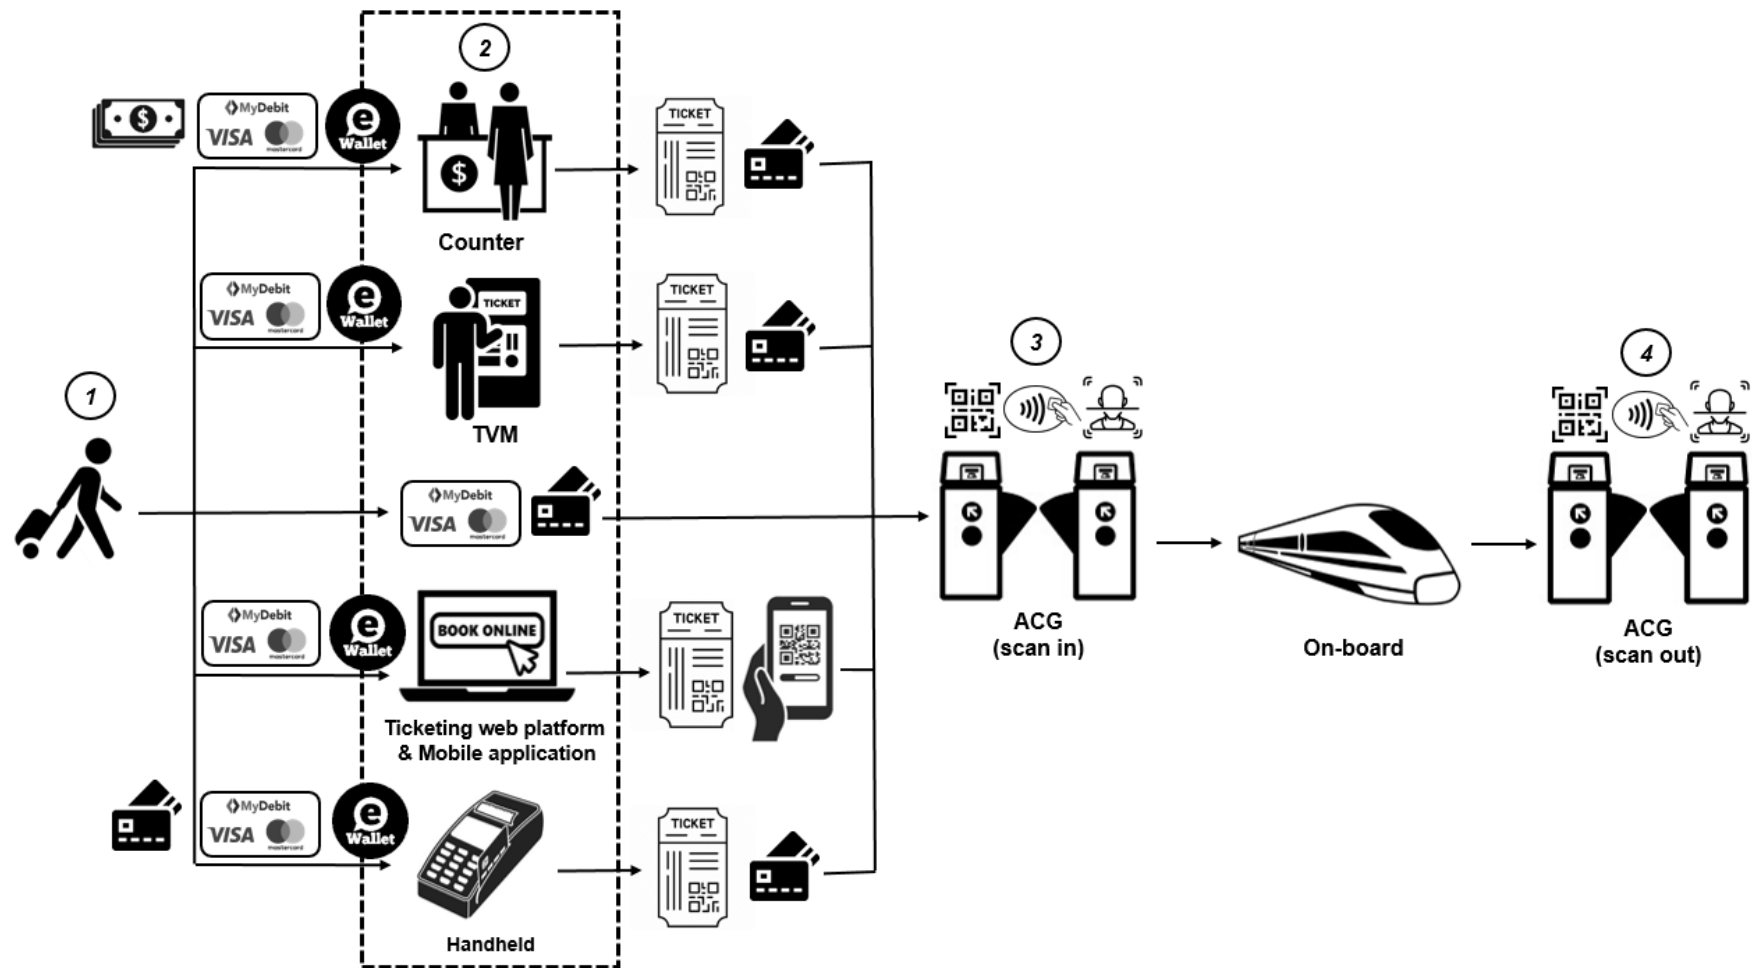 2
$
MyDebit
VISA
mastercard
e
Wallet
$
TICKET
Counter
MyDebit
VISA
mastercard
e
Wallet
TICKET
TICKET
TVM
1
MyDebit
VISA
mastercard
3
4
ACG
(scan in)
On-board
ACG
(scan out)
MyDebit
VISA
mastercard
e
Wallet
BOOK ONLINE
TICKET
Ticketing web platform
& Mobile application
MyDebit
VISA
mastercard
e
Wallet
TICKET
Handheld